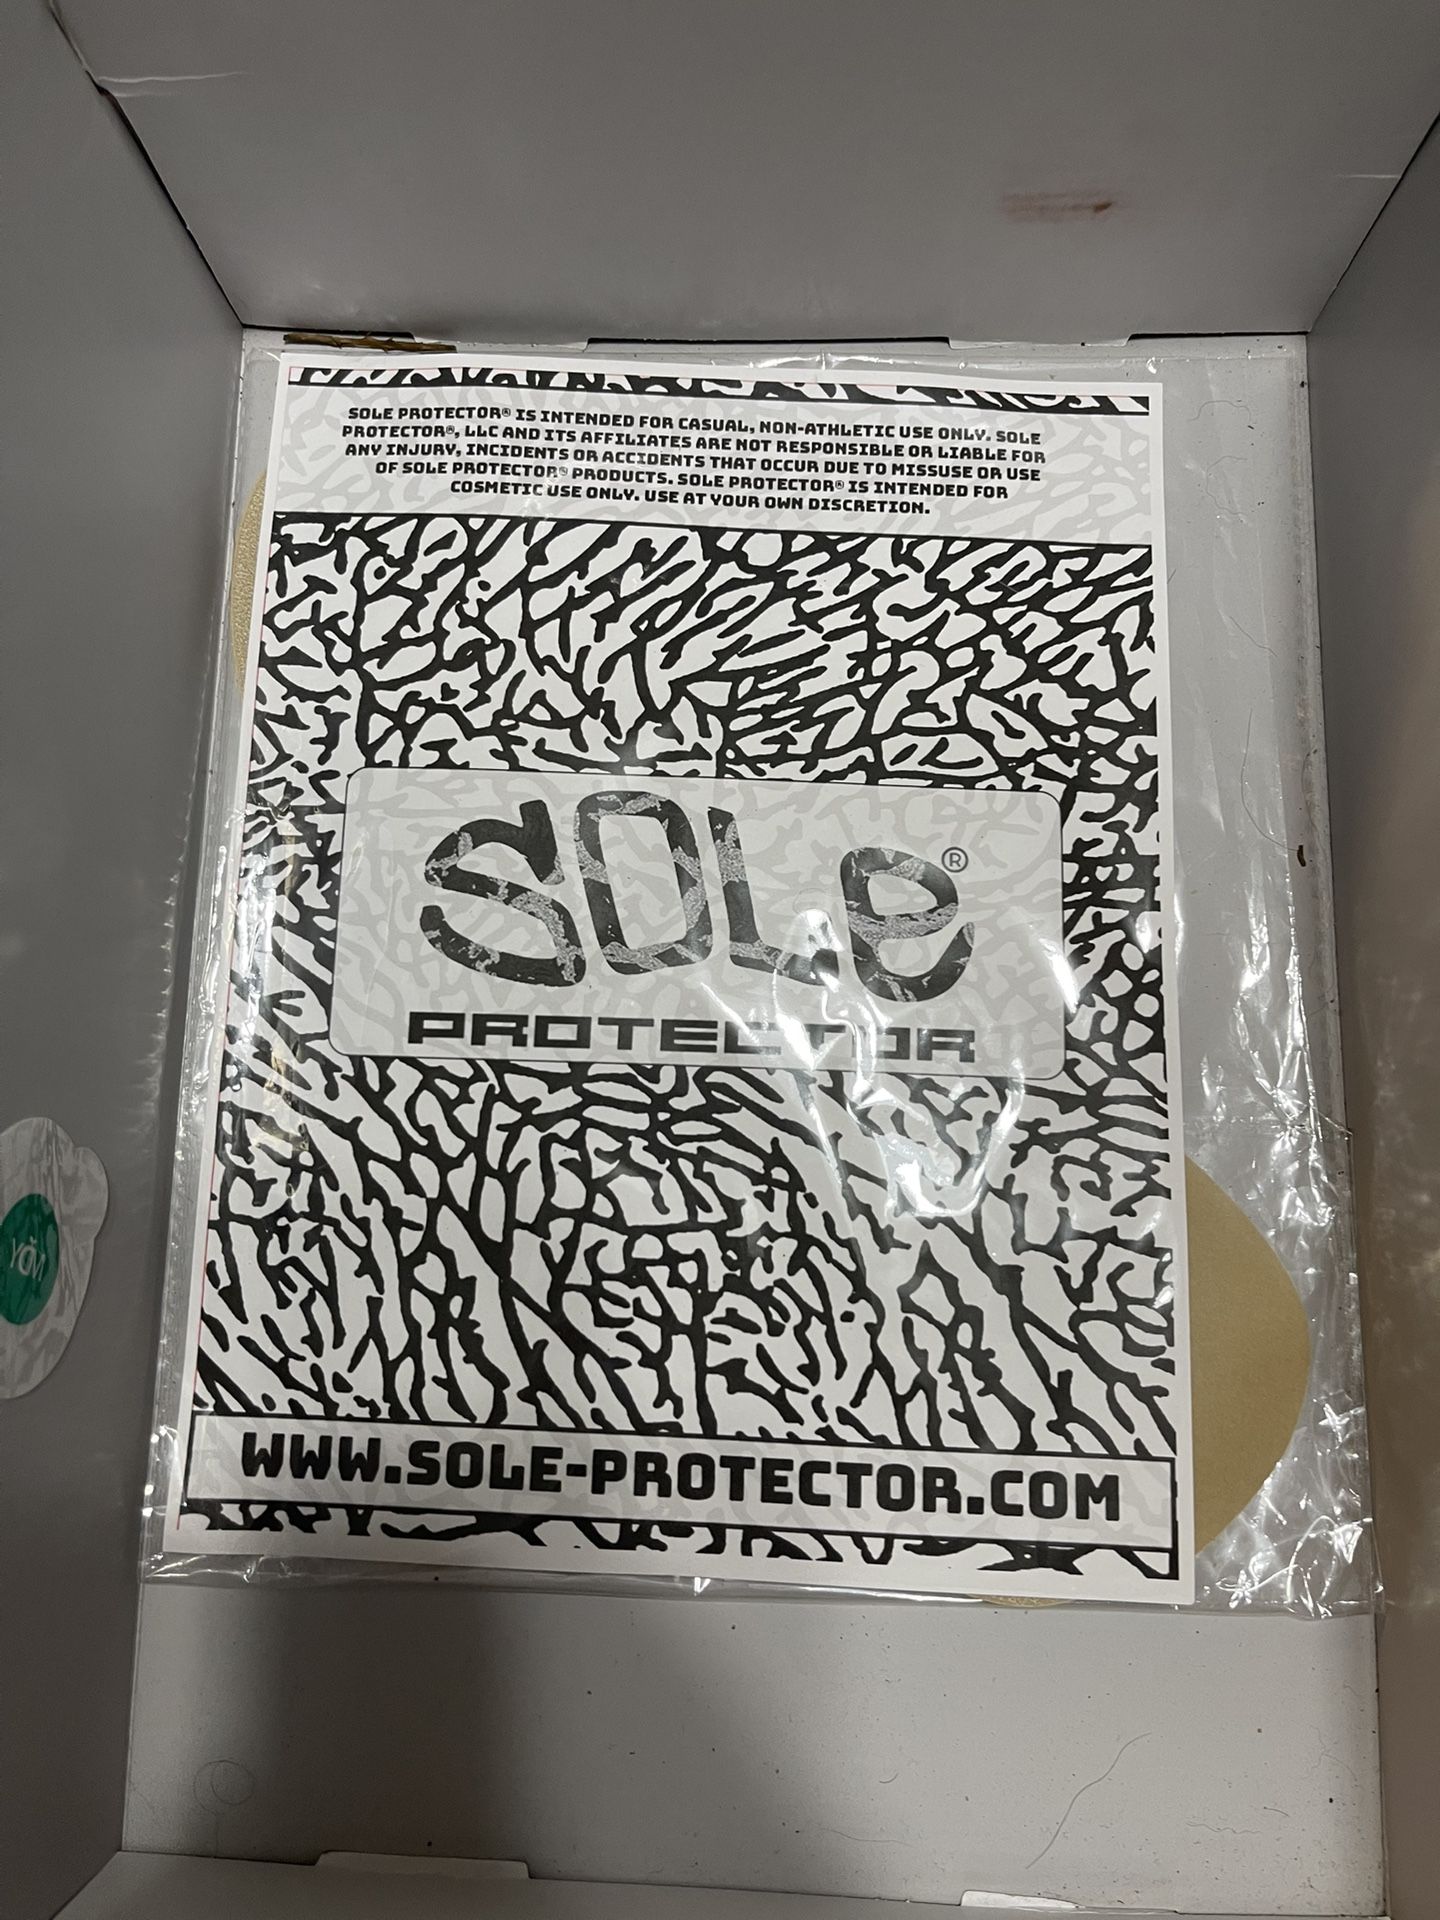 SOLE PROTECTOR® IS INTENDED FOR CASUAL, NON-ATHLETIC USE ONLY. SOLE
PROTECTOR®, LLC AND ITS AFFILIATES ARE NOT RESPONSIBLE OR LIABLE FOR
ANY INJURY, INCIDENTS OR ACCIDENTS THAT OCCUR DUE TO MISSUSE OR USE
OF SOLE PROTECTOR® PRODUCTS. SOLE PROTECTOR® IS INTENDED FOR
COSMETIC USE ONLY. USE AT YOUR OWN DISCRETION.
SOLe®
PROTECTOR
WWW.SOLE-PROTECTOR.COM